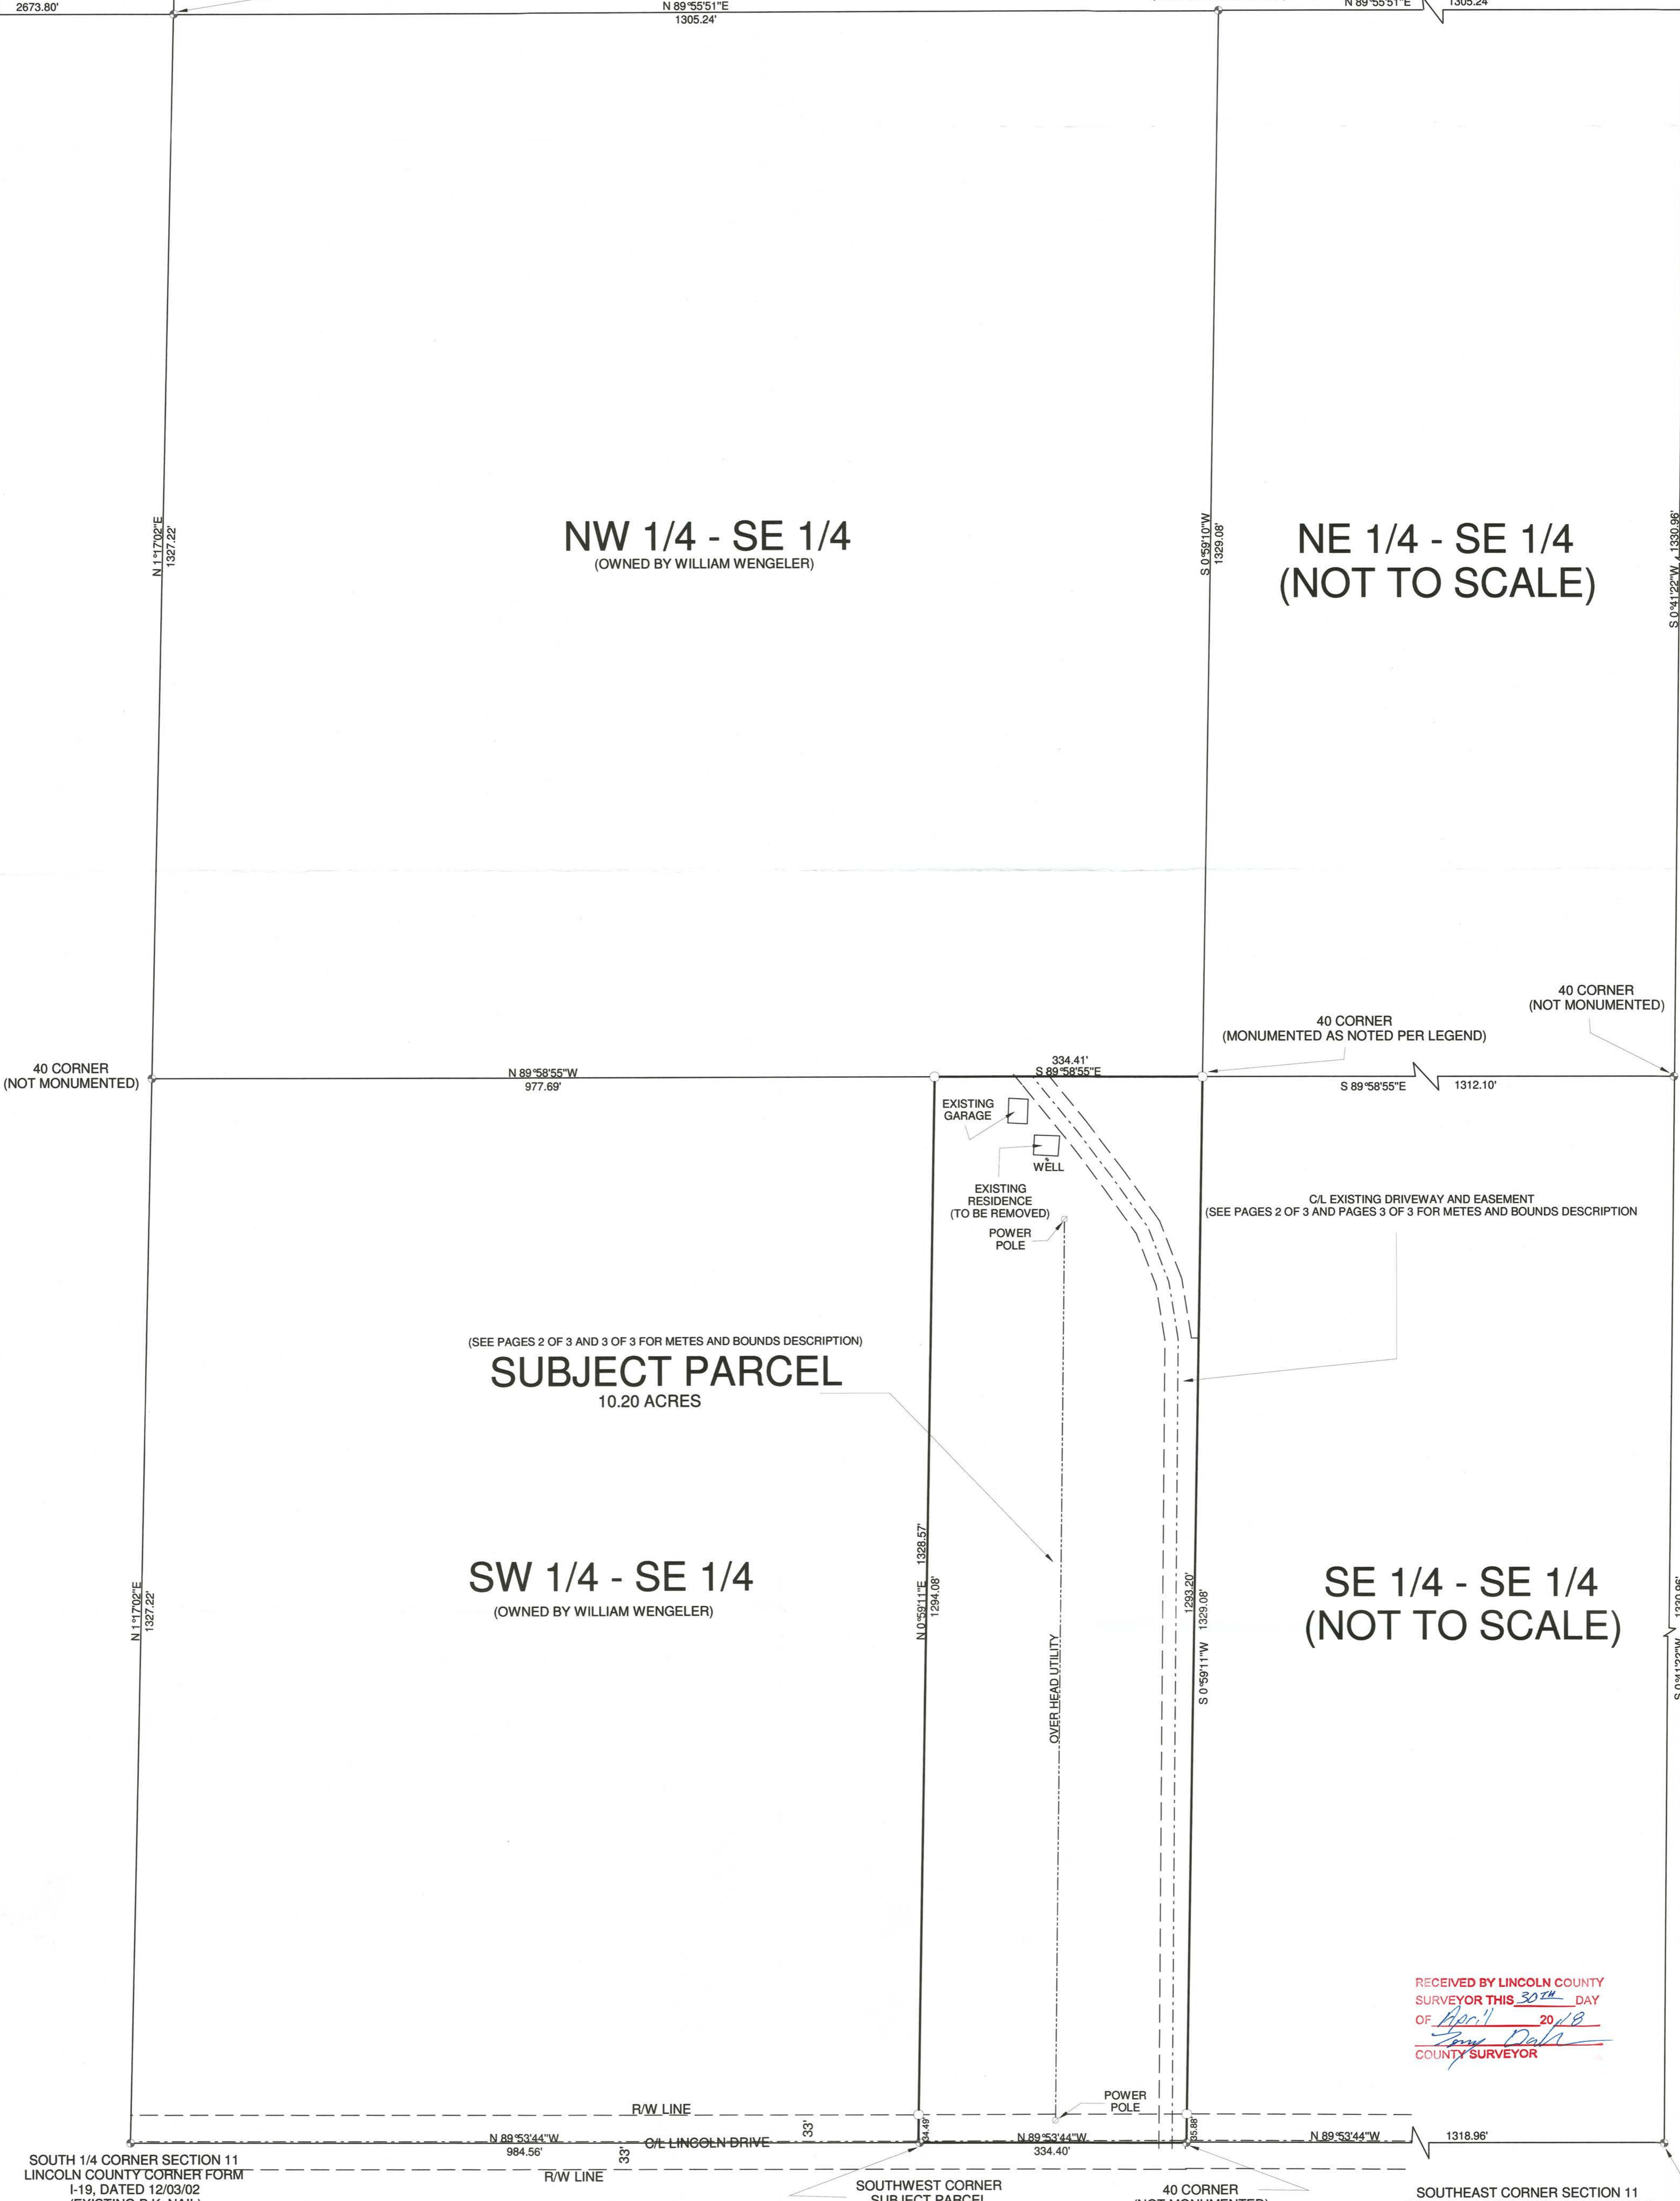 2673.80'
N 89°55'51"E
1305.24'
N 89°55'51"E 1305.24'
N 1°17'02"E
1327.22'
NW 1/4 - SE 1/4
(OWNED BY WILLIAM WENGELER)
S 0°59'10"W
1329.08'
NE 1/4 - SE 1/4
(NOT TO SCALE)
S 0°41'22"W , 1330.96'
40 CORNER
(NOT MONUMENTED)
40 CORNER
(MONUMENTED AS NOTED PER LEGEND)
40 CORNER
(NOT MONUMENTED)
N 89°58'55"W
977.69'
334.41'
S 89°58'55"E
S 89°58'55"E 1312.10'
EXISTING
GARAGE
WELL
EXISTING
RESIDENCE
(TO BE REMOVED)
POWER
POLE
C/L EXISTING DRIVEWAY AND EASEMENT
(SEE PAGES 2 OF 3 AND PAGES 3 OF 3 FOR METES AND BOUNDS DESCRIPTION
(SEE PAGES 2 OF 3 AND 3 OF 3 FOR METES AND BOUNDS DESCRIPTION)
SUBJECT PARCEL
10.20 ACRES
N 1°17'02"E
1327.22'
SW 1/4 - SE 1/4
(OWNED BY WILLIAM WENGELER)
N 0°59'11"E 1328.57'
1294.08'
OVER HEAD UTILITY
1293.20'
S 0°59'11"W 1329.08'
SE 1/4 - SE 1/4
(NOT TO SCALE)
S 0°41'22"W 1330.96'
RECEIVED BY LINCOLN COUNTY
SURVEYOR THIS 30TH DAY
OF April 2018
COUNTY SURVEYOR
POWER
POLE
R/W LINE
34.49'
35.88'
33'
N 89°53'44"W
984.56'
C/L LINCOLN DRIVE
33'
N 89°53'44"W
334.40'
N 89°53'44"W 1318.96'
R/W LINE
SOUTH 1/4 CORNER SECTION 11
LINCOLN COUNTY CORNER FORM
I-19, DATED 12/03/02
(EXISTING P.K. NAIL)
SOUTHWEST CORNER
SUBJECT PARCEL
40 CORNER
(NOT MONUMENTED)
SOUTHEAST CORNER SECTION 11